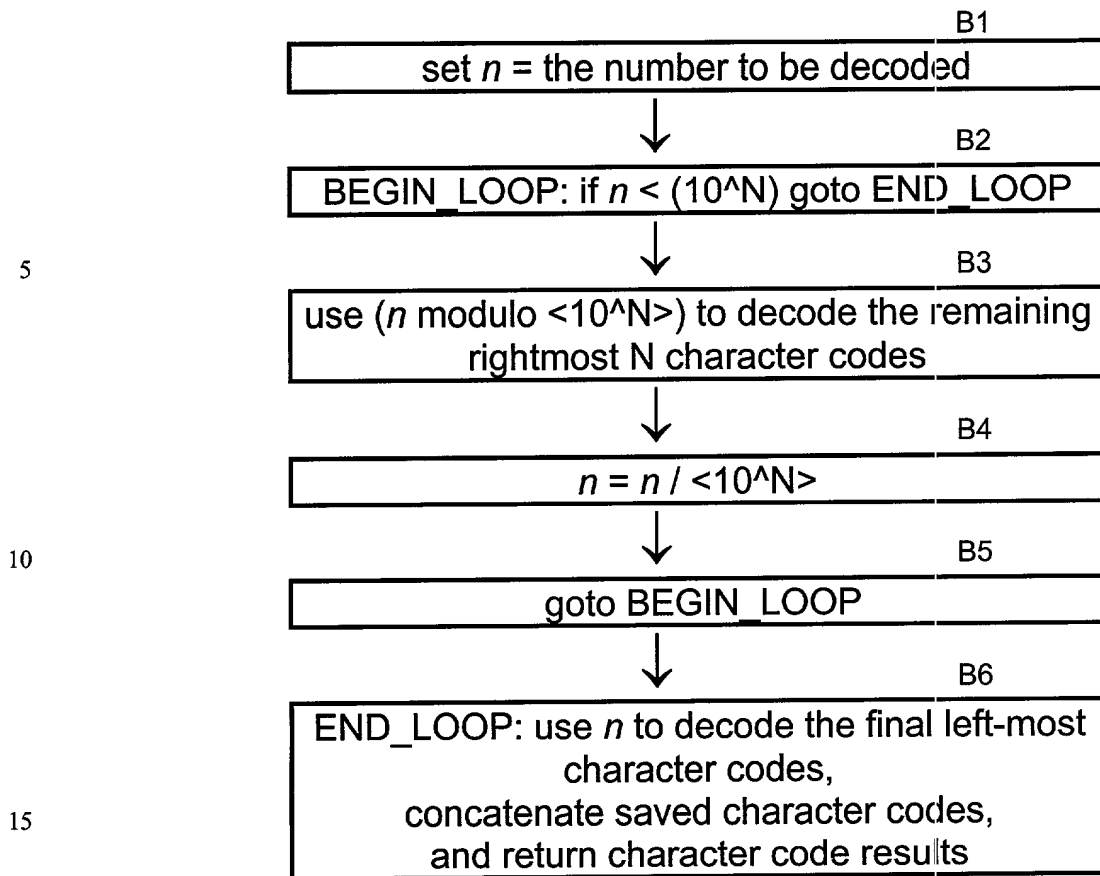 B1
set n = the number to be decoded
B2
BEGIN_LOOP: if n < (10^N) goto END_LOOP
5
B3
use (n modulo <10^N>) to decode the remaining
rightmost N character codes
B4
n = n / <10^N>
10
B5
goto BEGIN_LOOP
B6
END_LOOP: use n to decode the final left-most
character codes,
15
concatenate saved character codes,
and return character code results